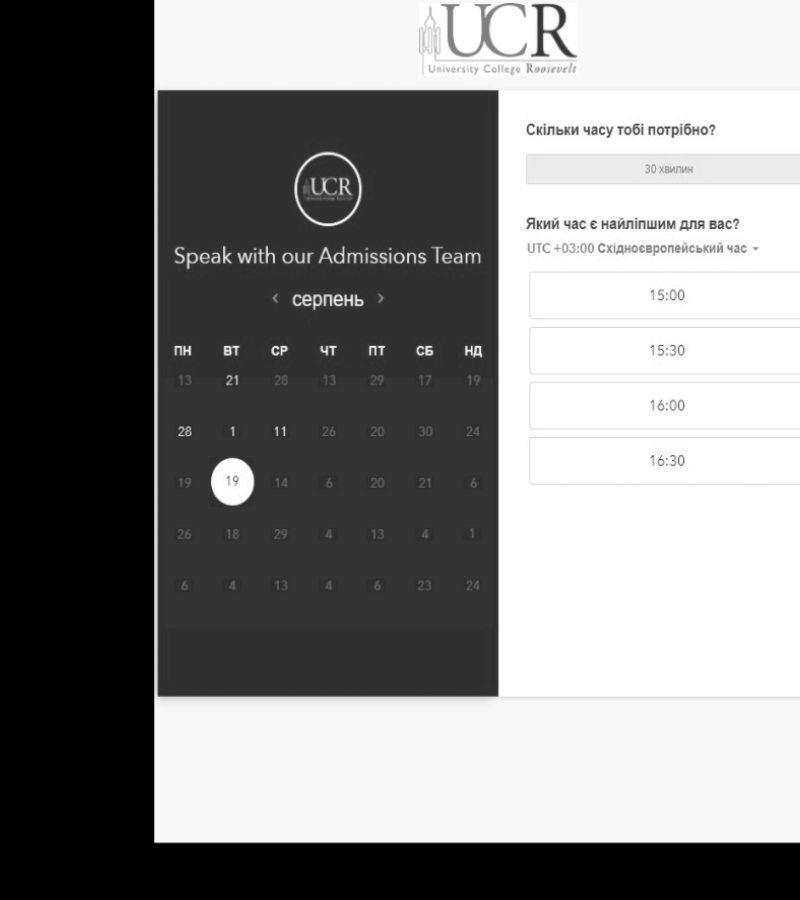 UCR
University College Roosevelt
UCR
Speak with our Admissions Team
серпень
ПН ВТ СР ЧТ ПТ СБ НД
13 21 28 13 29 17 19
28 1 11 26 20 30 24
19 19 14 6 20 21 6
26 18 29 4 13 4 1
6 4 13 4 6 23 24
Скільки часу тобі потрібно?
30 хвилин
Який час є найліпшим для вас?
UTC +03:00 Східноєвропейський час
15:00
15:30
16:00
16:30